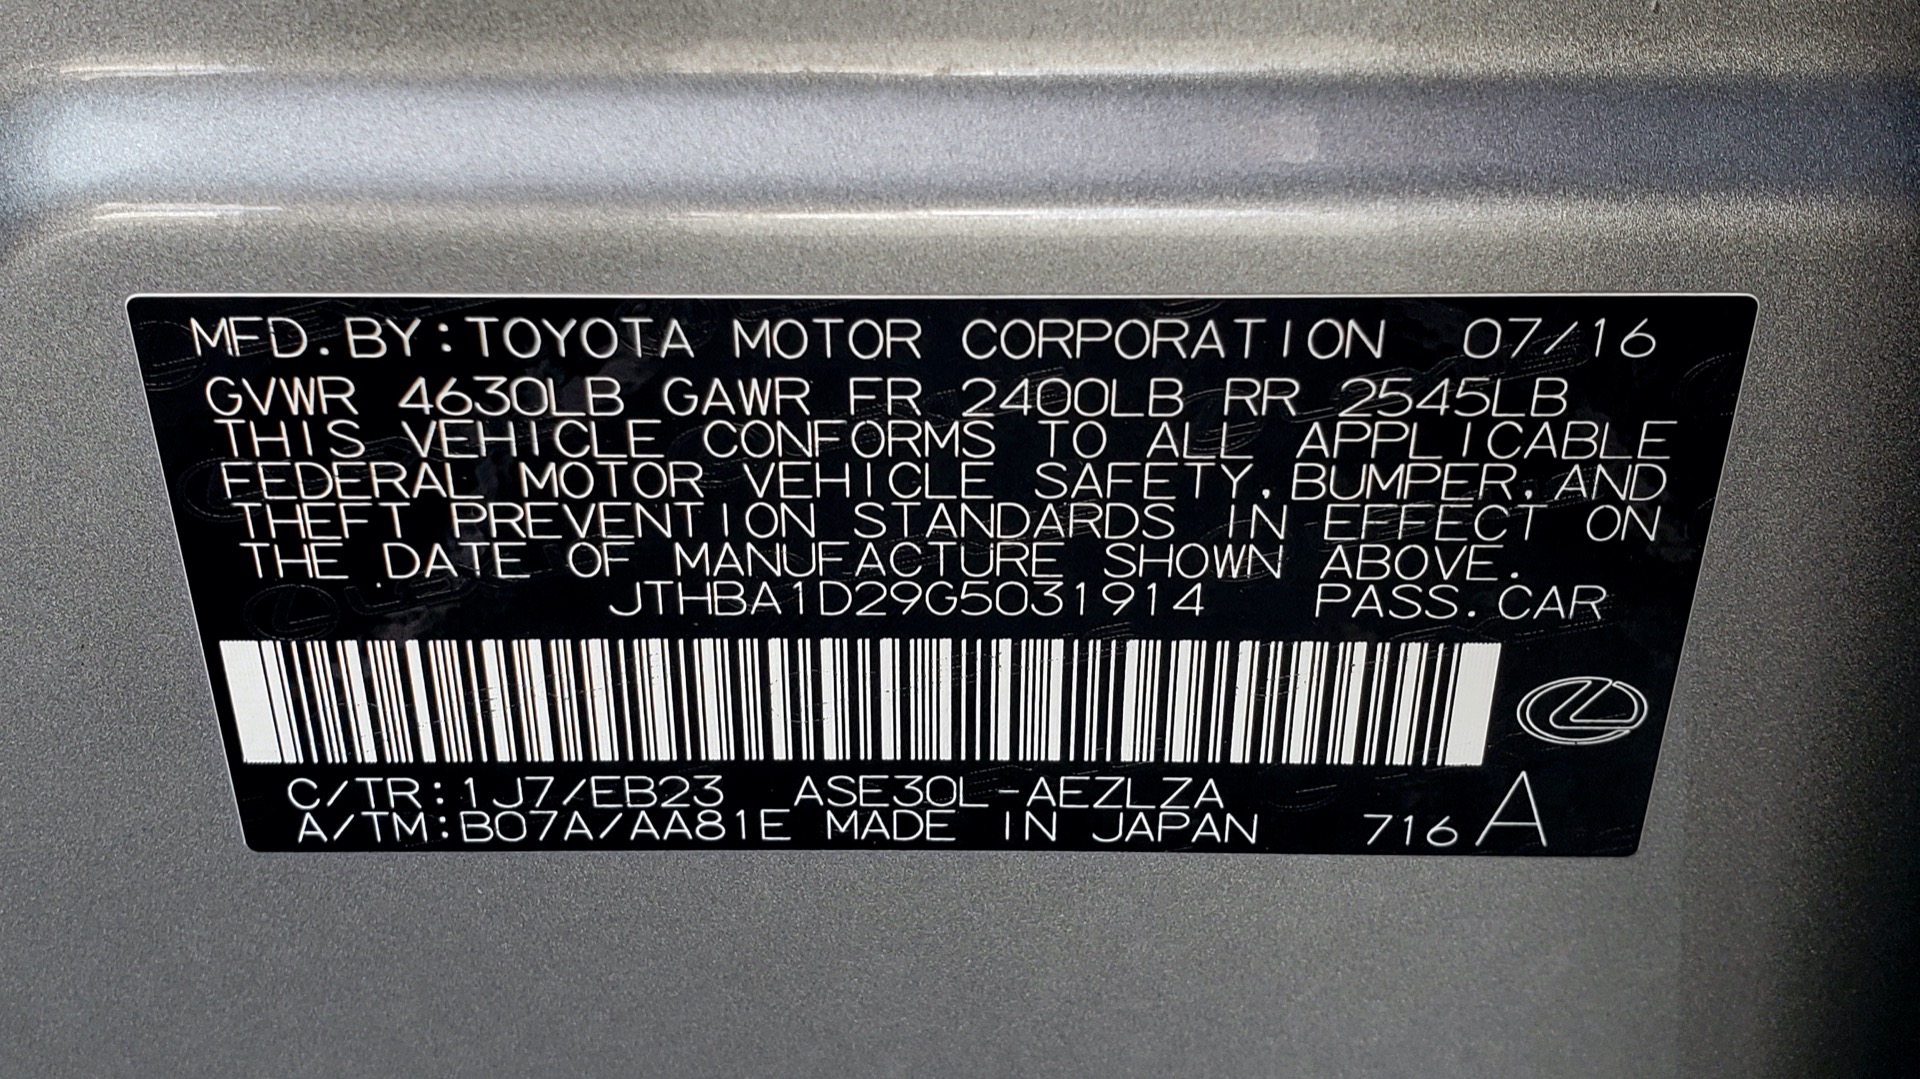 MFD. BY: TOYOTA MOTOR CORPORATION 07/16
GVWR 4630LB GAWR FR 2400LB RR 2545LB
THIS VEHICLE CONFORMS TO ALL APPLICABLE
FEDERAL MOTOR VEHICLE SAFETY, BUMPER, AND
THEFT PREVENTION STANDARDS IN EFFECT ON
THE DATE OF MANUFACTURE SHOWN ABOVE.
JTHBA1D29G5031914 PASS. CAR
C/TR: 1J7/EB23 ASE30L-AEZLZA
A/TM: B07A/AA81E MADE IN JAPAN 716 A